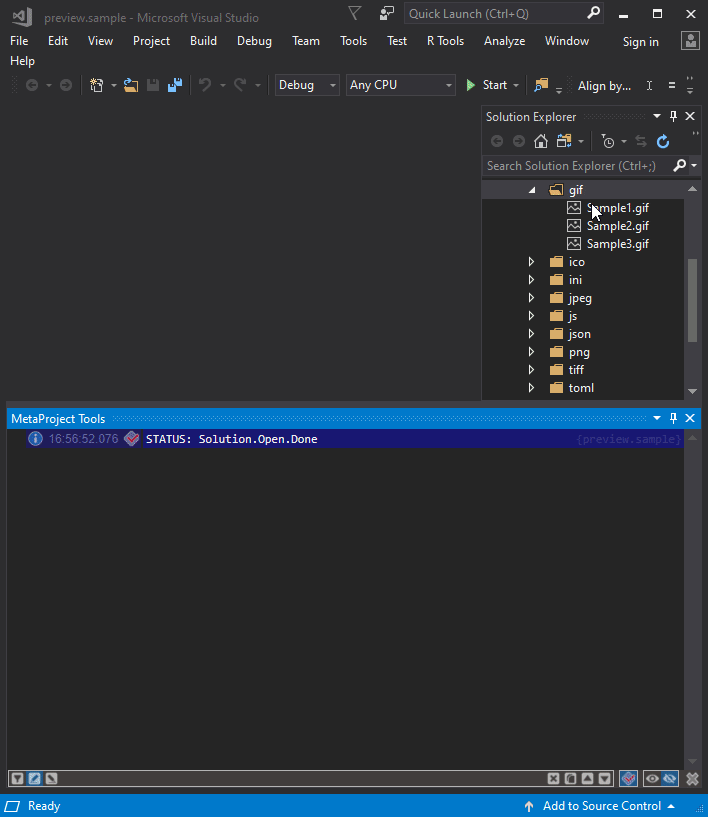 preview.sample - Microsoft Visual Studio
Quick Launch (Ctrl+Q)
File Edit View Project Build Debug Team Tools Test R Tools Analyze Window Sign in
Help
Debug Any CPU Start Align by...
Solution Explorer
Search Solution Explorer (Ctrl+;)
gif
Sample1.gif
Sample2.gif
Sample3.gif
ico
ini
jpeg
js
json
png
tiff
toml
MetaProject Tools
16:56:52.076 STATUS: Solution.Open.Done {preview.sample}
Ready Add to Source Control